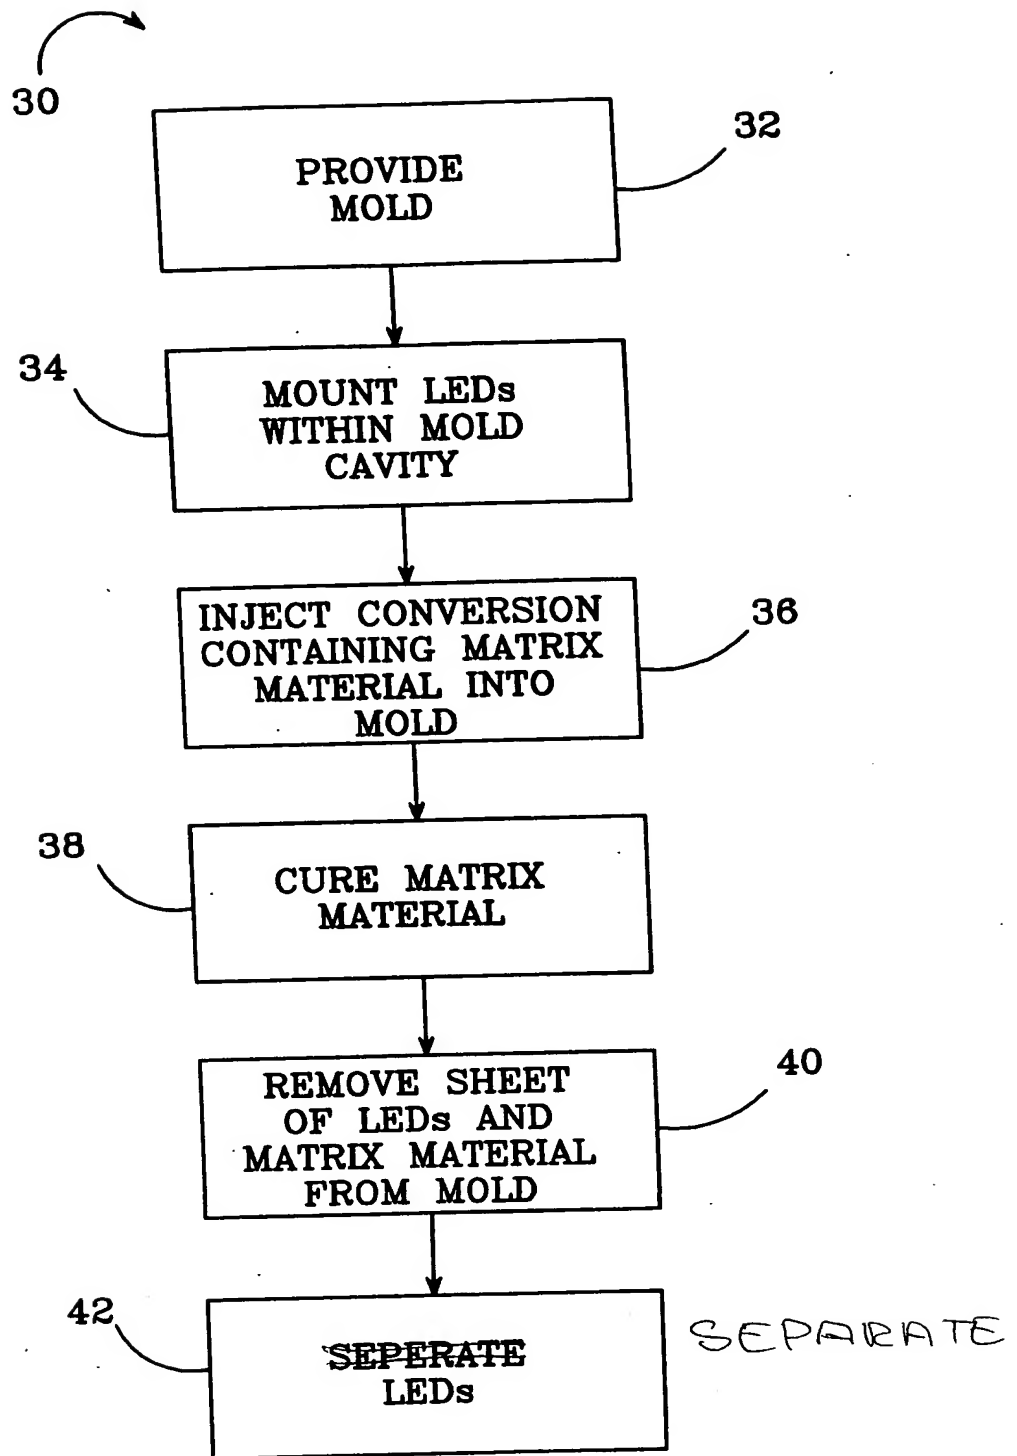 30
32
PROVIDE
MOLD
34
MOUNT LEDs
WITHIN MOLD
CAVITY
36
INJECT CONVERSION
CONTAINING MATRIX
MATERIAL INTO
MOLD
38
CURE MATRIX
MATERIAL
40
REMOVE SHEET
OF LEDs AND
MATRIX MATERIAL
FROM MOLD
42
SEPERATE
LEDs
SEPARATE